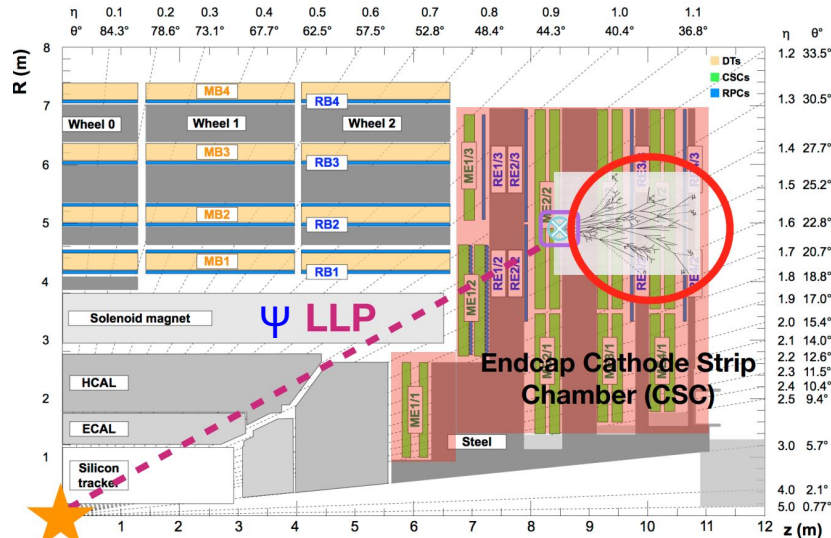 η 0.1 0.2 0.3 0.4 0.5 0.6 0.7 0.8 0.9 1.0 1.1
θ° 84.3° 78.6° 73.1° 67.7° 62.5° 57.5° 52.8° 48.4° 44.3° 40.4° 36.8° η θ°
R (m)
8
7
6
5
4
3
2
1
1.2 33.5°
1.3 30.5°
1.4 27.7°
1.5 25.2°
1.6 22.8°
1.7 20.7°
1.8 18.8°
1.9 17.0°
2.0 15.4°
2.1 14.0°
2.2 12.6°
2.3 11.5°
2.4 10.4°
2.5 9.4°
3.0 5.7°
4.0 2.1°
5.0 0.77°
DTs
CSCs
RPCs
MB4
RB4
Wheel 0 Wheel 1 Wheel 2
MB3
RB3
MB2
RB2
MB1
RB1
ME1/3
RE1/3
RE2/3
ME2/2
ME1/2
RE1/2
RE2/2
ME1/1
Solenoid magnet
ψ LLP
HCAL
ECAL
Silicon
tracker
Steel
Endcap Cathode Strip
Chamber (CSC)
1 2 3 4 5 6 7 8 9 10 11 12
z (m)